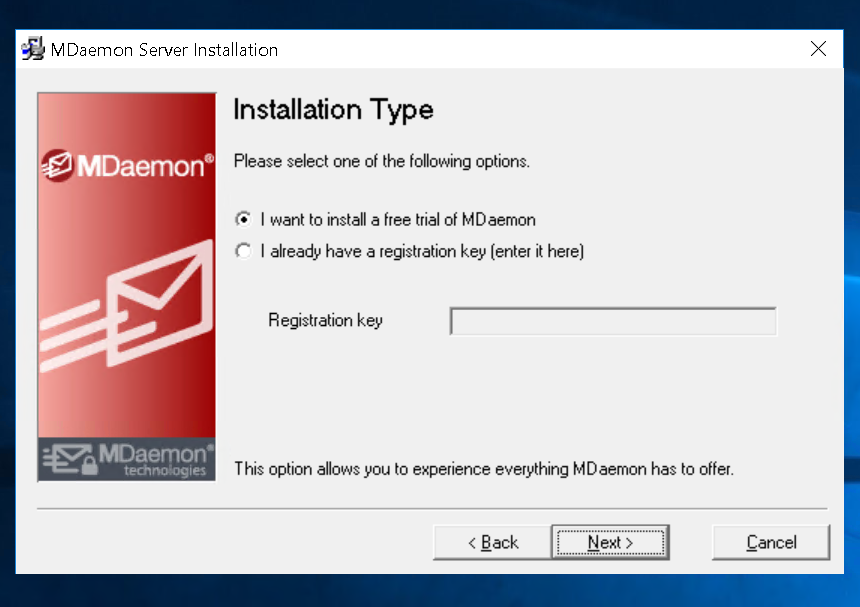 MDaemon Server Installation
Installation Type
MDaemon®
Please select one of the following options.
I want to install a free trial of MDaemon
I already have a registration key (enter it here)
Registration key
MDaemon®
technologies
This option allows you to experience everything MDaemon has to offer.
< Back
Next >
Cancel